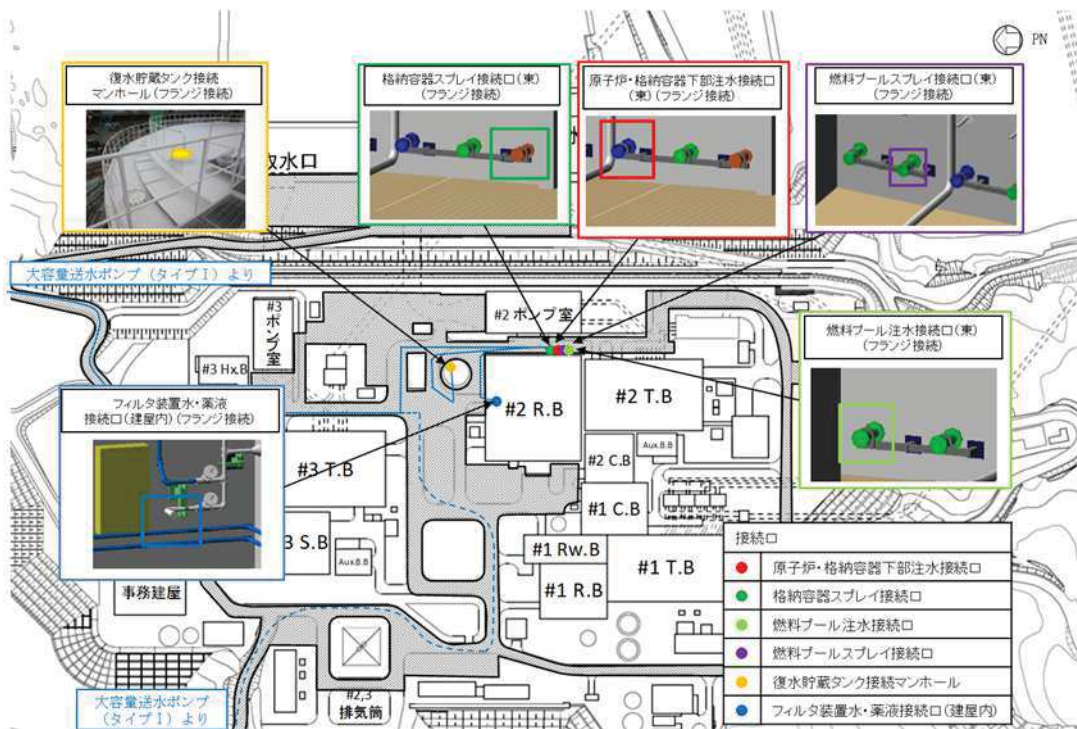 PN
復水貯蔵タンク接続
マンホール(フランジ接続)
格納容器スプレイ接続口(東)
(フランジ接続)
原子炉・格納容器下部注水接続口
(東)(フランジ接続)
燃料プールスプレイ接続口(東)
(フランジ接続)
取水口
大容量送水ポンプ (タイプⅠ) より
#3
ポンプ
室
#2 ポンプ室
燃料プール注水接続口(東)
(フランジ接続)
#3 Hx.B
フィルタ装置水・薬液
接続口(建屋内)(フランジ接続)
#2 R.B
#2 T.B
#3 T.B
#2 C.B
Aux.B.B
#1 C.B
3 S.B
Aux.B.B
#1 Rw.B
#1 T.B
#1 R.B
事務建屋
大容量送水ポンプ
(タイプⅠ) より
#2,3
排気筒
接続口
原子炉・格納容器下部注水接続口
格納容器スプレイ接続口
燃料プール注水接続口
燃料プールスプレイ接続口
復水貯蔵タンク接続マンホール
フィルタ装置水・薬液接続口(建屋内)